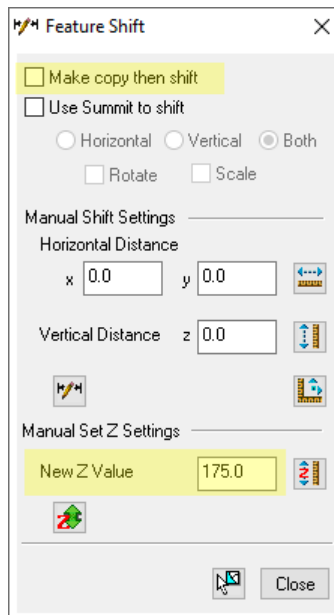 Feature Shift
Make copy then shift
Use Summit to shift
Horizontal Vertical Both
Rotate Scale
Manual Shift Settings
Horizontal Distance
x 0.0 y 0.0
Vertical Distance z 0.0
Manual Set Z Settings
New Z Value 175.0
Close